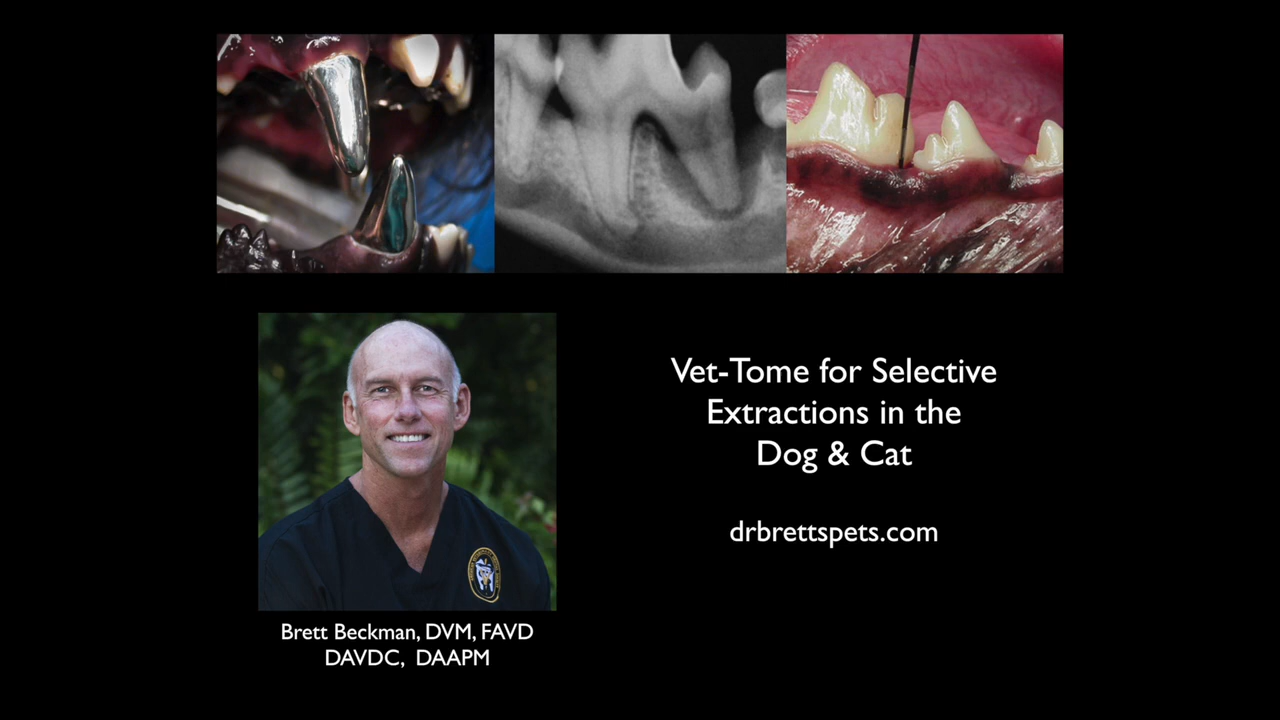 Vet-Tome for Selective
Extractions in the
Dog & Cat
drbrettspets.com
Brett Beckman, DVM, FAVD
DAVDC, DAAPM